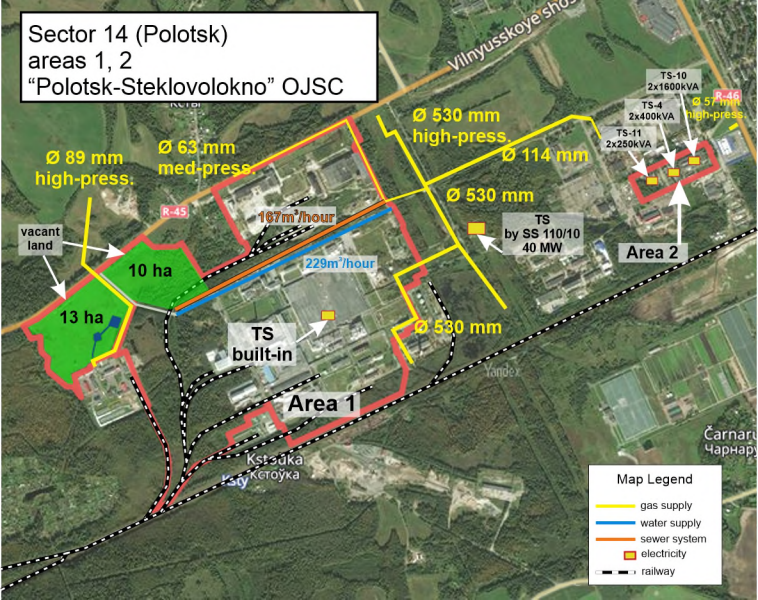 Sector 14 (Polotsk)
areas 1, 2
“Polotsk-Steklovolokno” OJSC
Vilnyusskoye shos
R-46
TS-10
2x1600kVA
TS-4
2x400kVA
TS-11
2x250kVA
Ø 57 mm
high-press.
Ø 530 mm
high-press.
Ø 63 mm
med-press.
Ø 89 mm
high-press.
Ø 114 mm
Ø 530 mm
R-45
vacant
land
167m³/hour
TS
by SS 110/10
40 MW
Area 2
10 ha
229m³/hour
13 ha
TS
built-in
Ø 530 mm
Yandex
Area 1
Kstoŭka
Кстоўка
Čarnaru
Чарнару
Map Legend
gas supply
water supply
sewer system
electricity
railway